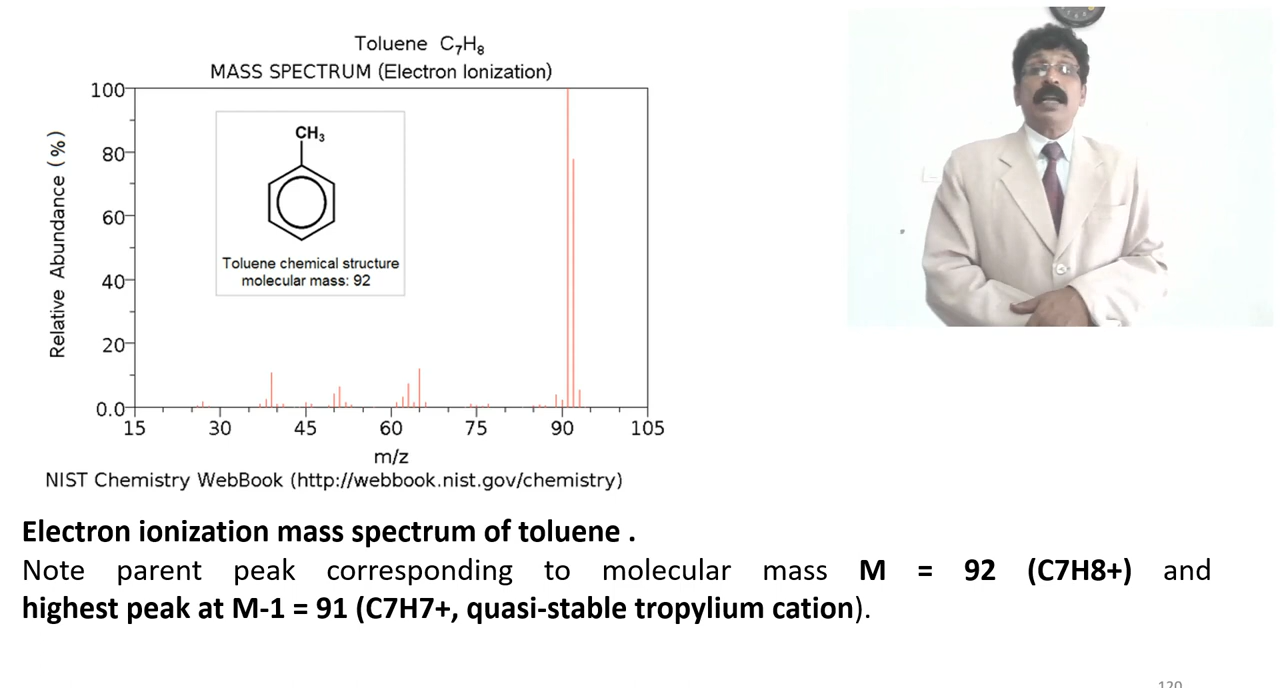 Toluene C₇H₈
MASS SPECTRUM (Electron Ionization)
Relative Abundance (%)
100
80
60
40
20
0.0
CH₃
Toluene chemical structure
molecular mass: 92
15 30 45 60 75 90 105
m/z
NIST Chemistry WebBook (http://webbook.nist.gov/chemistry)
Electron ionization mass spectrum of toluene .
Note parent peak corresponding to molecular mass M = 92 (C7H8+) and
highest peak at M-1 = 91 (C7H7+, quasi-stable tropylium cation).
120